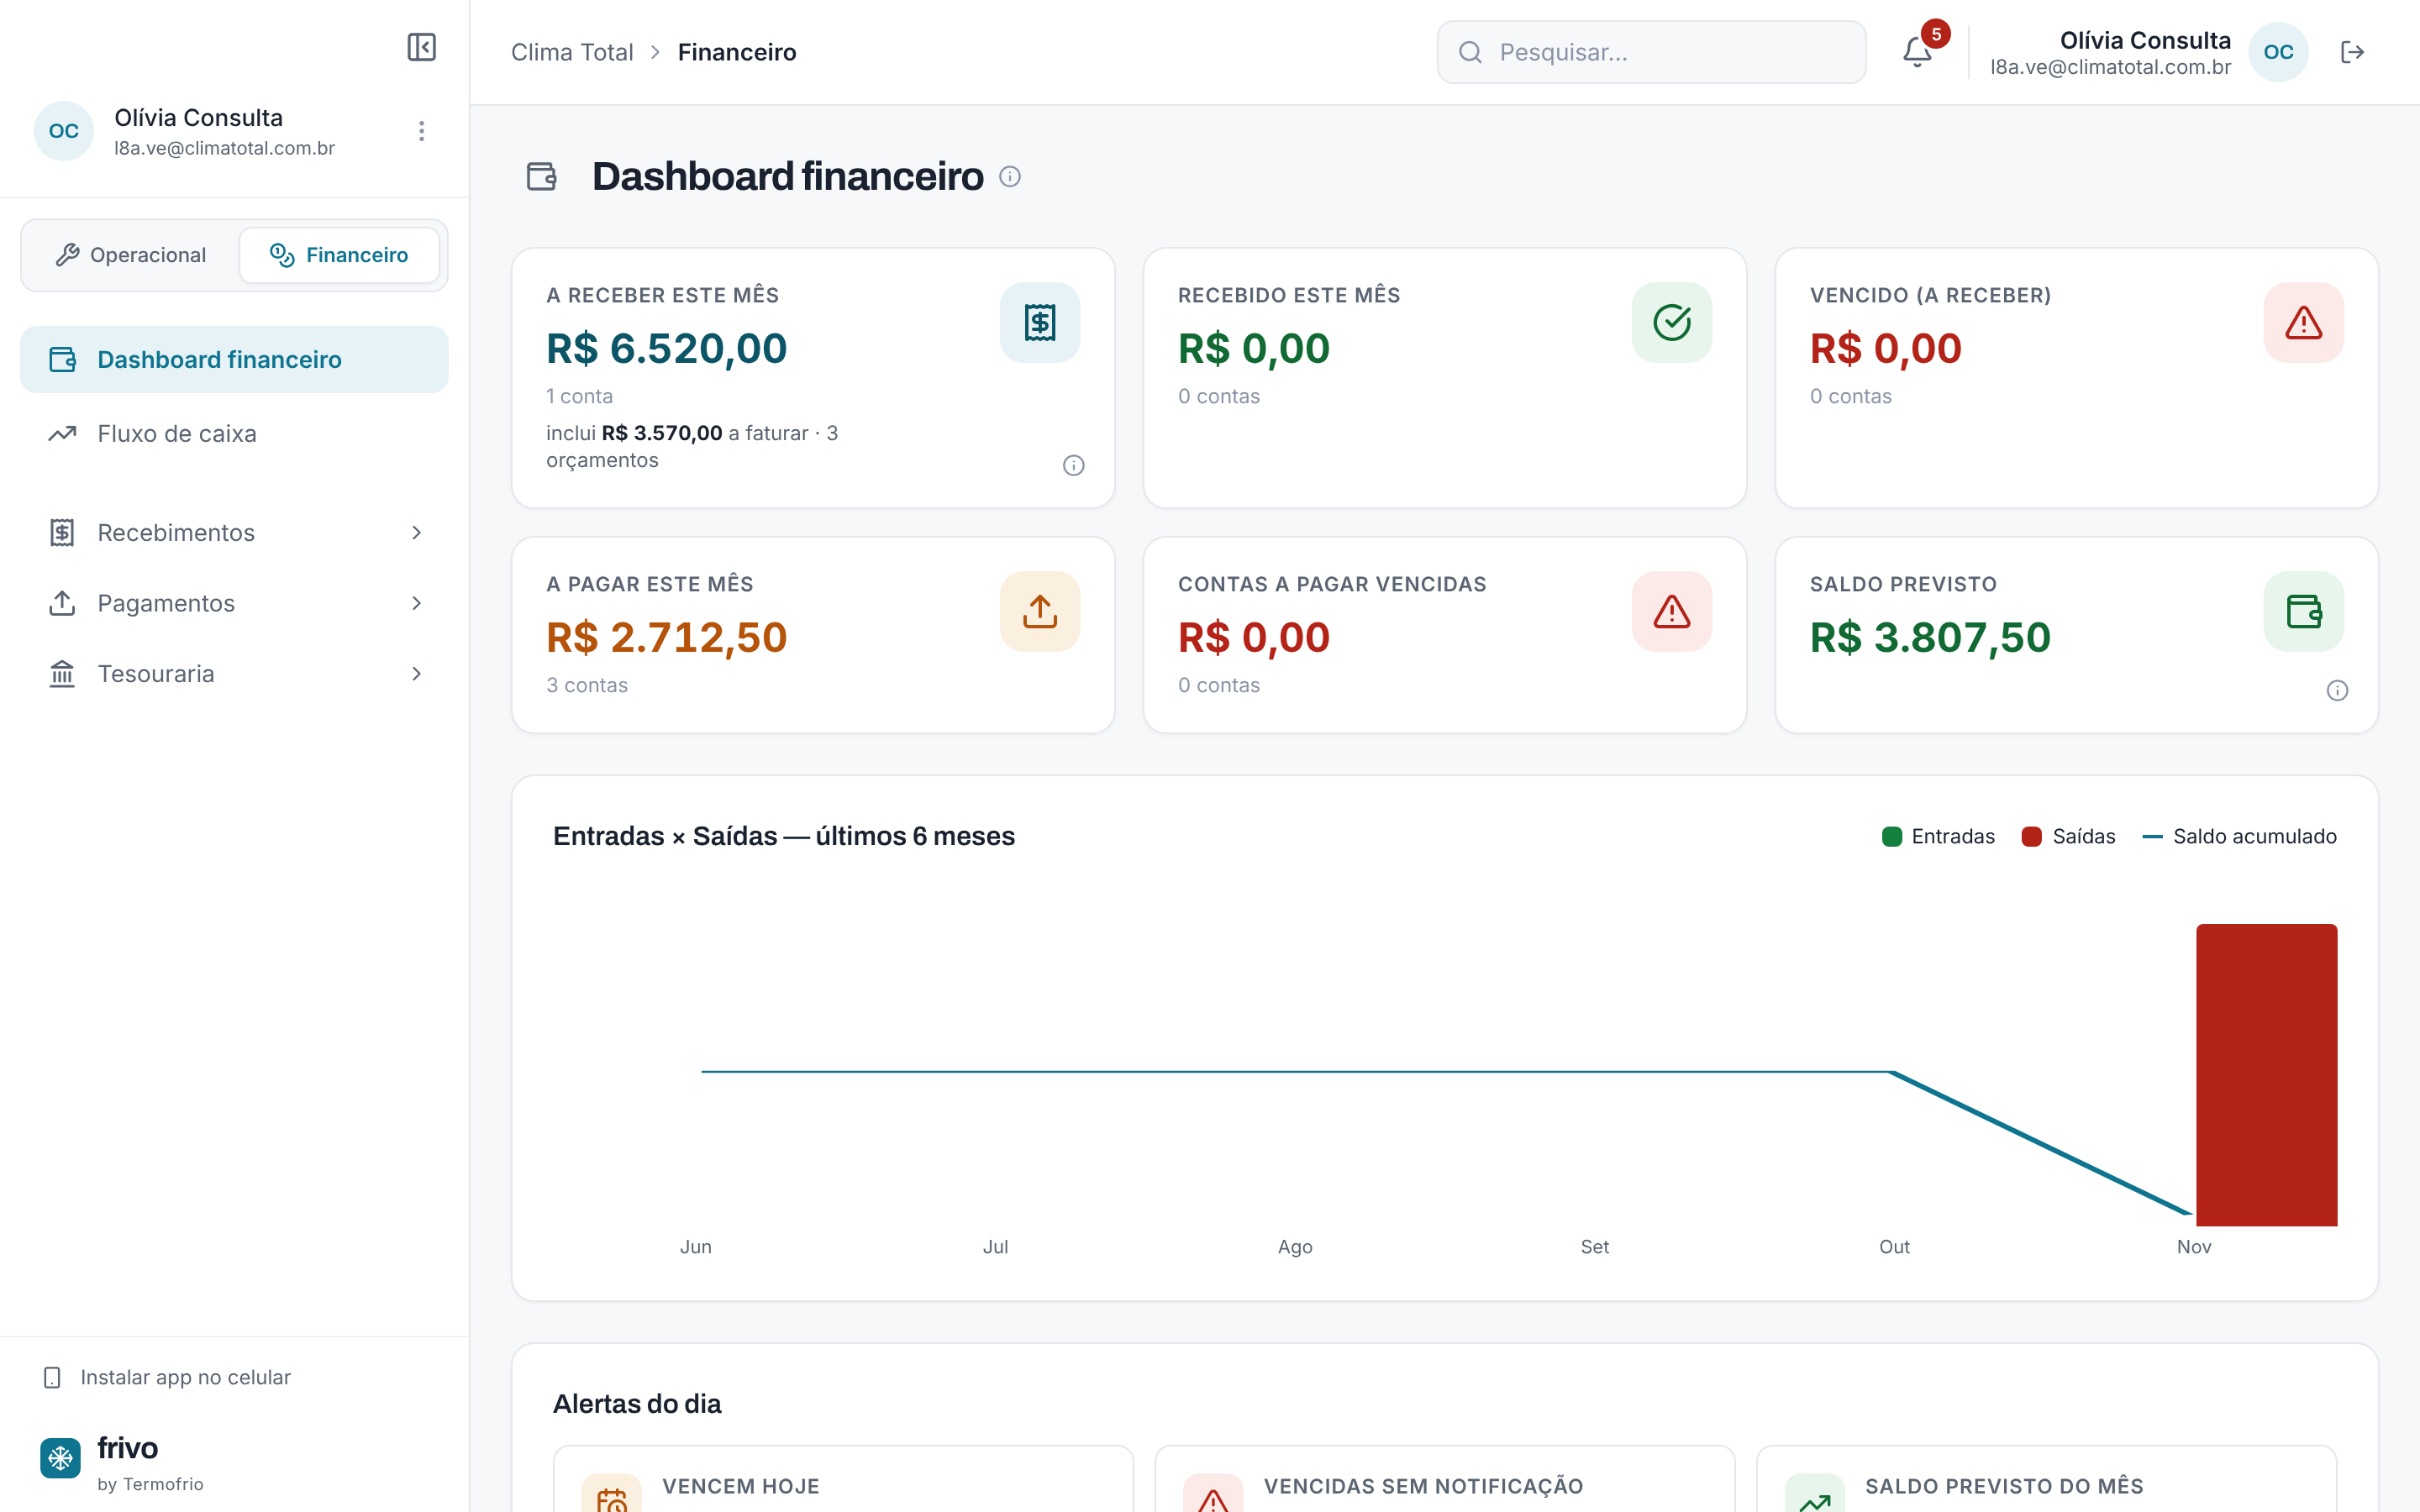 Olívia Consulta
l8a.ve@climatotal.com.br
OC
Operacional
Financeiro
Dashboard financeiro
Fluxo de caixa
Recebimentos
Pagamentos
Tesouraria
Instalar app no celular
frivo
by Termofrio
Clima Total > Financeiro
Pesquisar...
5
Olívia Consulta
l8a.ve@climatotal.com.br
OC
Dashboard financeiro
A RECEBER ESTE MÊS
R$ 6.520,00
1 conta
inclui R$ 3.570,00 a faturar · 3
orçamentos
RECEBIDO ESTE MÊS
R$ 0,00
0 contas
VENCIDO (A RECEBER)
R$ 0,00
0 contas
A PAGAR ESTE MÊS
R$ 2.712,50
3 contas
CONTAS A PAGAR VENCIDAS
R$ 0,00
0 contas
SALDO PREVISTO
R$ 3.807,50
Entradas × Saídas — últimos 6 meses
Entradas Saídas Saldo acumulado
Jun Jul Ago Set Out Nov
Alertas do dia
VENCEM HOJE
VENCIDAS SEM NOTIFICAÇÃO
SALDO PREVISTO DO MÊS